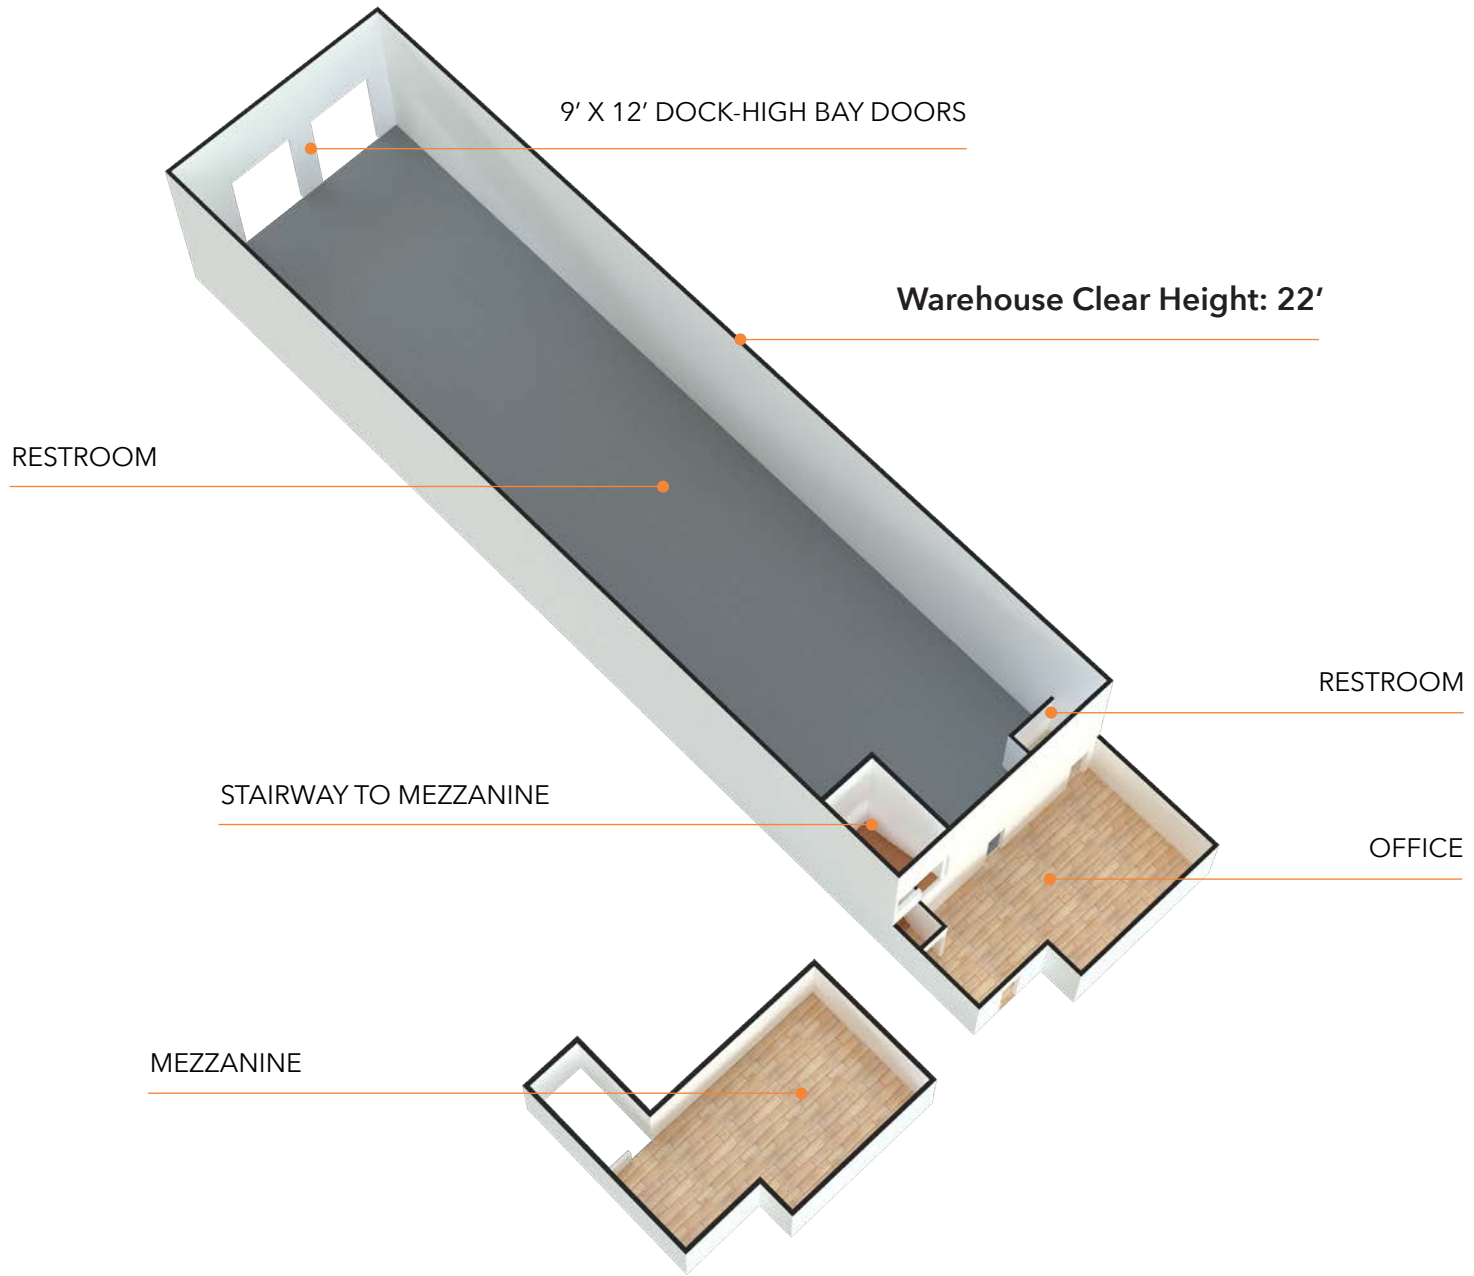 9′ X 12′ DOCK-HIGH BAY DOORS
Warehouse Clear Height: 22′
RESTROOM
RESTROOM
STAIRWAY TO MEZZANINE
OFFICE
MEZZANINE